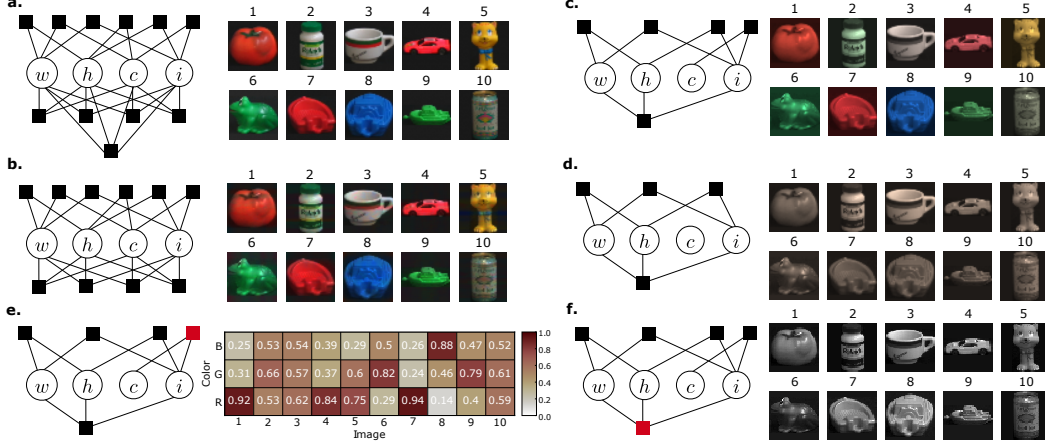 a.
1 2 3 4 5
w h c i
6 7 8 9 10
b.
1 2 3 4 5
w h c i
6 7 8 9 10
e.
w h c i
Color
B 0.25 0.53 0.54 0.39 0.29 0.5 0.26 0.88 0.47 0.52
G 0.31 0.66 0.57 0.37 0.6 0.82 0.24 0.46 0.79 0.61
R 0.92 0.53 0.62 0.84 0.75 0.29 0.94 0.14 0.4 0.59
1 2 3 4 5 6 7 8 9 10
Image
1.0
0.8
0.6
0.4
0.2
0.0
c.
1 2 3 4 5
w h c i
6 7 8 9 10
d.
1 2 3 4 5
w h c i
6 7 8 9 10
f.
1 2 3 4 5
w h c i
6 7 8 9 10